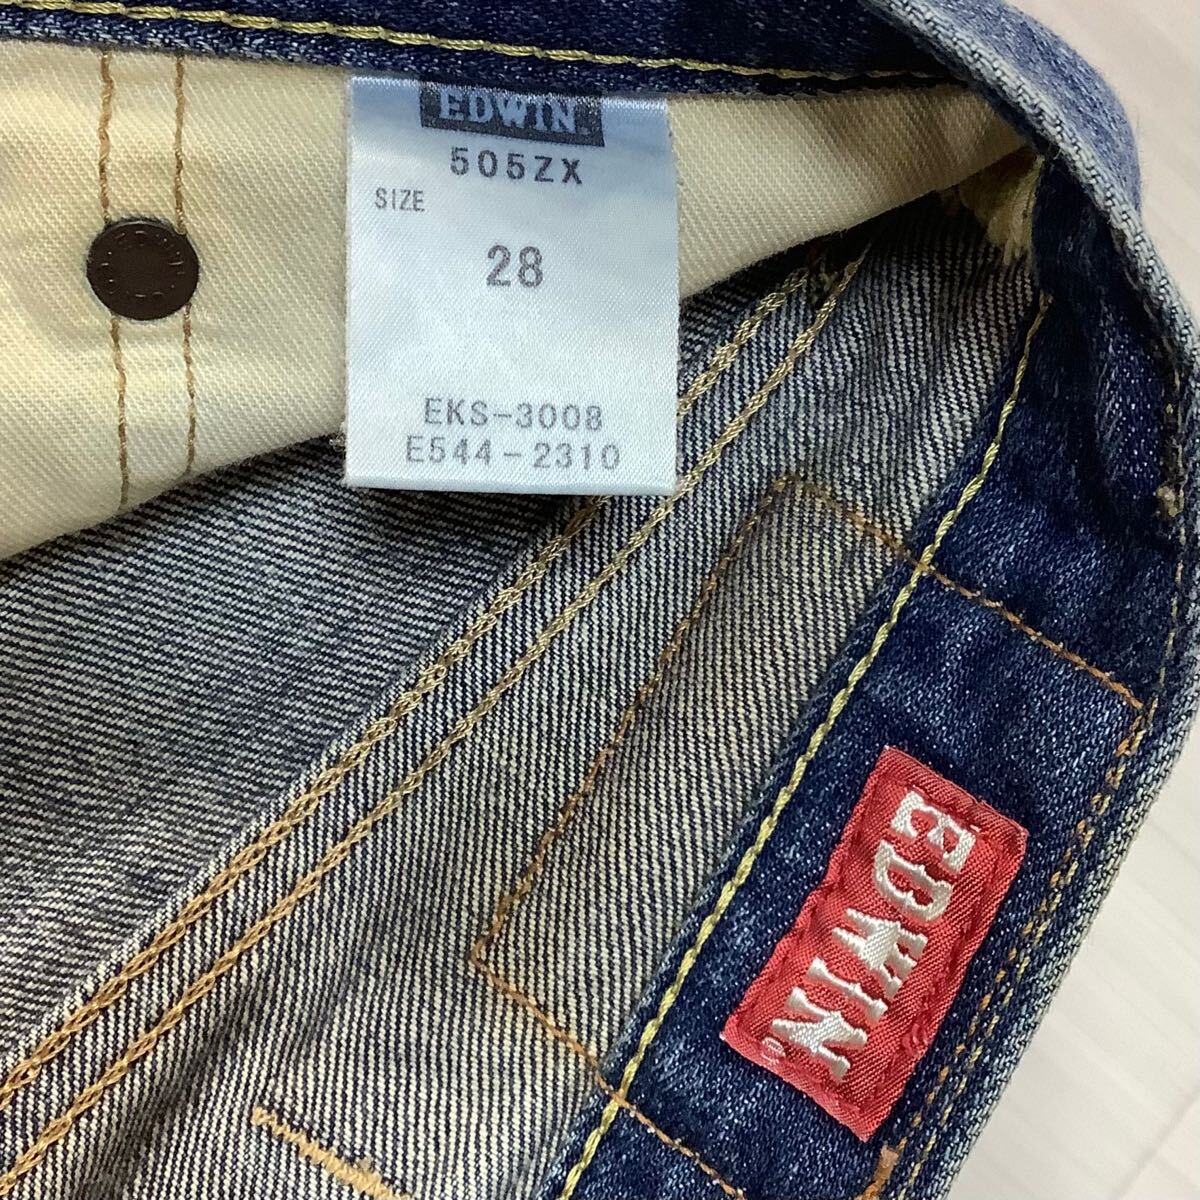 EDWIN
505ZX
SIZE
28
EKS-3008
E544-2310
EDWIN®